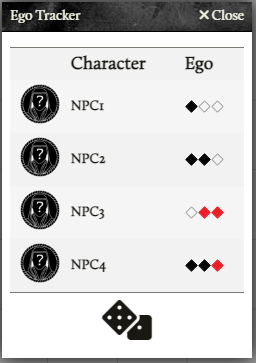 Ego Tracker ✕Close
Character Ego
? NPC1 ◆◇◇
? NPC2 ◆◆◇
? NPC3 ◇◆◆
? NPC4 ◆◆◆